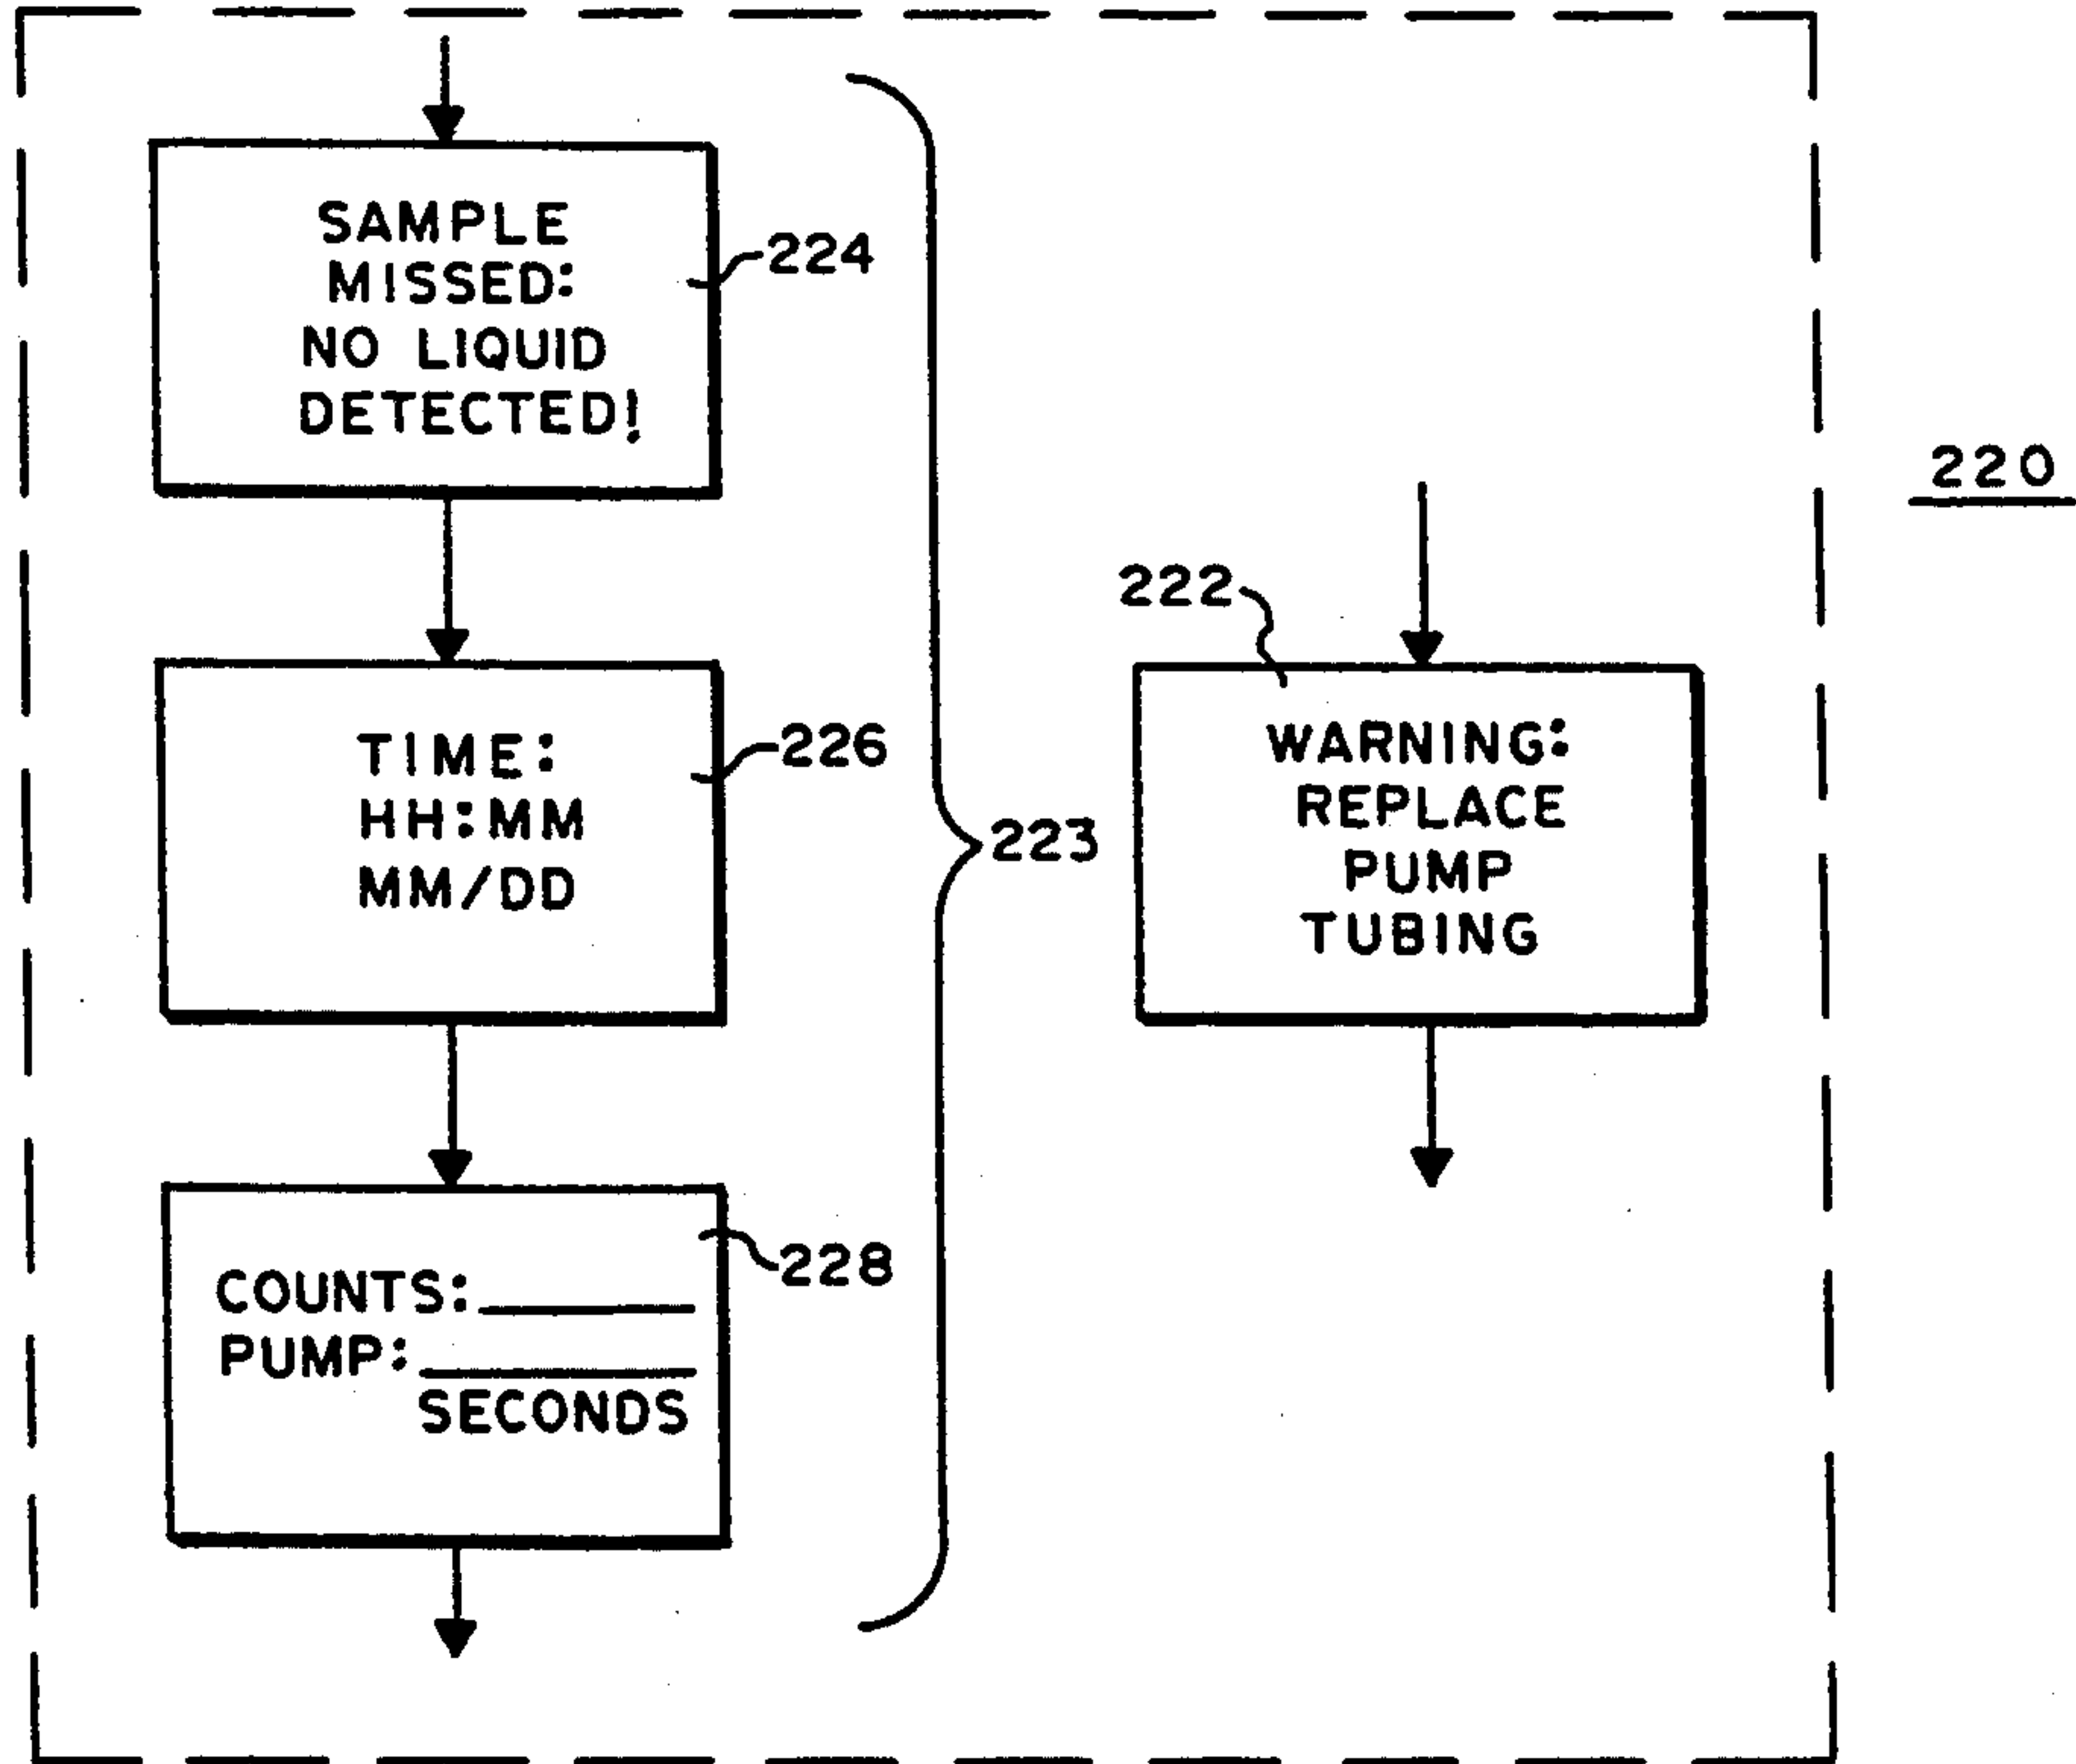 SAMPLE
MISSED:
NO LIQUID
DETECTED!
224
TIME:
HH:MM
MM/DD
226
COUNTS:
PUMP:
SECONDS
228
223
222
WARNING:
REPLACE
PUMP
TUBING
220